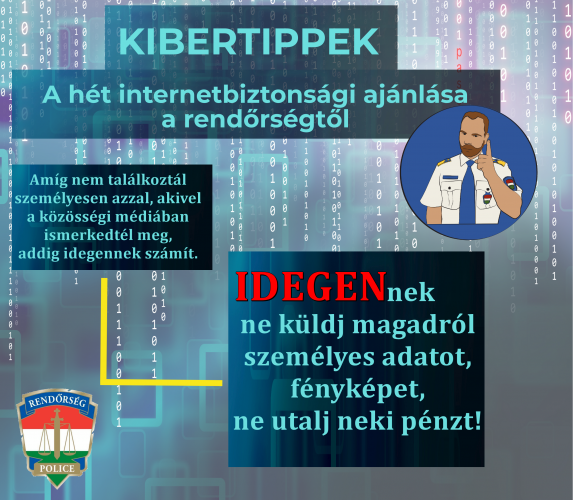 KIBERTIPPEK
A hét internetbiztonsági ajánlása
a rendőrségtől
Amíg nem találkoztál
személyesen azzal, akivel
a közösségi médiában
ismerkedtél meg,
addig idegennek számít.
IDEGENnek
ne küldj magadról
személyes adatot,
fényképet,
ne utalj neki pénzt!
RENDŐRSÉG
POLICE